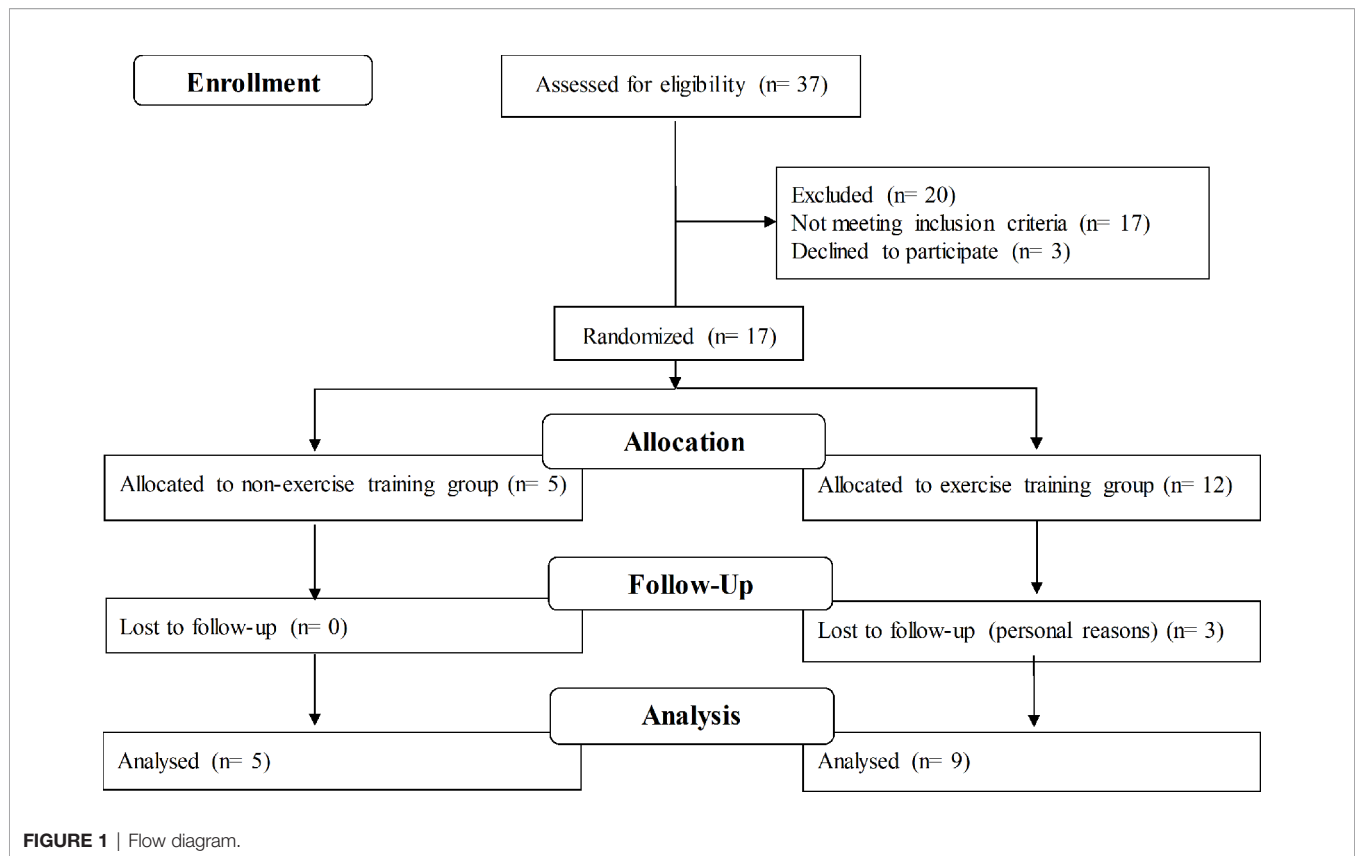 Enrollment
Assessed for eligibility (n= 37)
Excluded (n= 20)
Not meeting inclusion criteria (n= 17)
Declined to participate (n= 3)
Randomized (n= 17)
Allocation
Allocated to non-exercise training group (n= 5)
Allocated to exercise training group (n= 12)
Follow-Up
Lost to follow-up (n= 0)
Lost to follow-up (personal reasons) (n= 3)
Analysis
Analysed (n= 5)
Analysed (n= 9)
FIGURE 1 | Flow diagram.